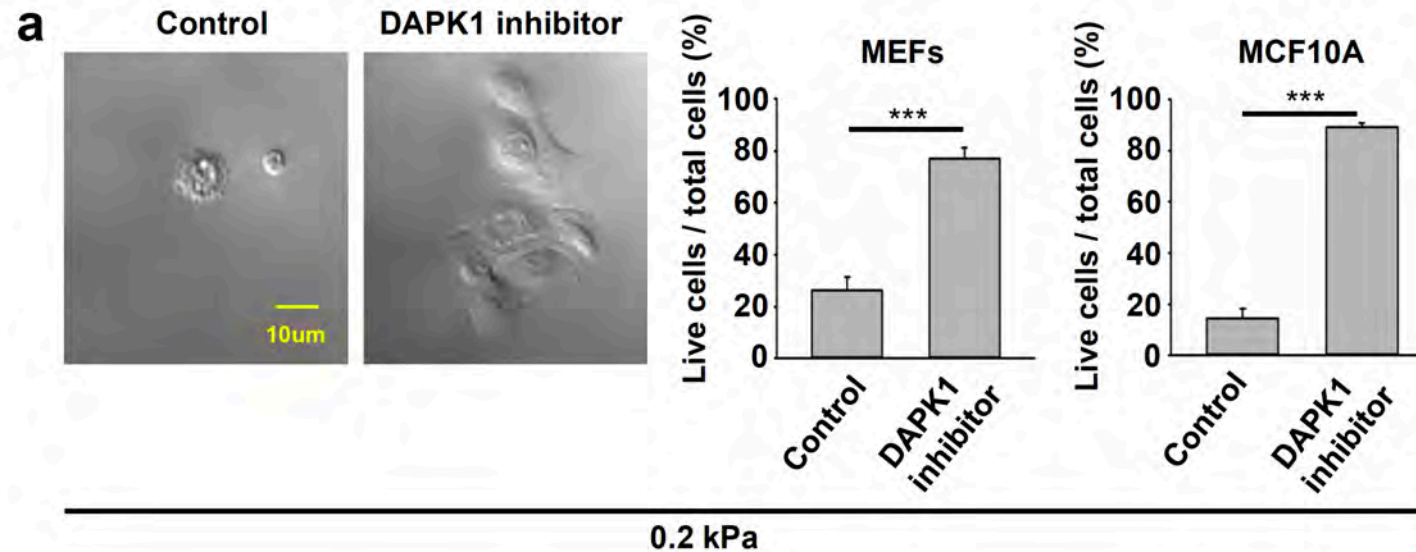 a
Control
DAPK1 inhibitor
10um
MEFs
Live cells / total cells (%)
100
80
60
40
20
0
***
Control
DAPK1
inhibitor
MCF10A
Live cells / total cells (%)
100
80
60
40
20
0
***
Control
DAPK1
inhibitor
0.2 kPa